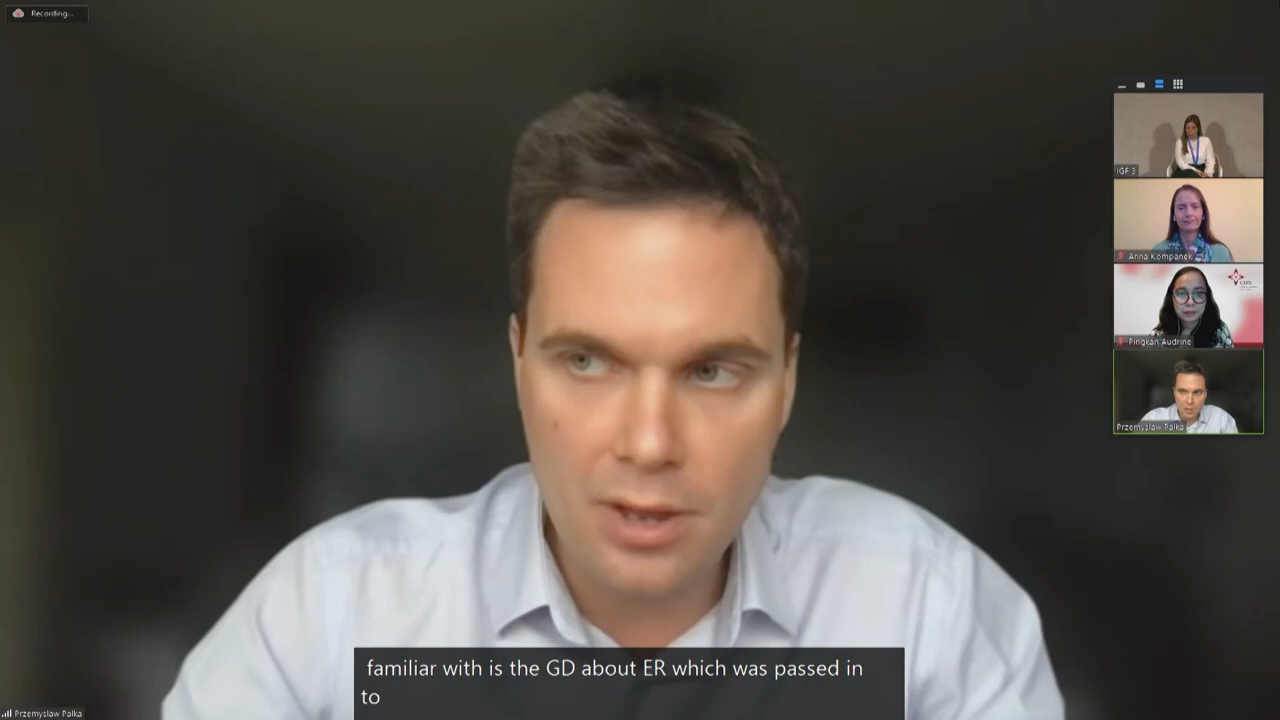 Recording...
IGF 3
Anna Kompanek
Pingkan Audrine
Przemyslaw Palka
familiar with is the GD about ER which was passed in
to
Przemyslaw Palka